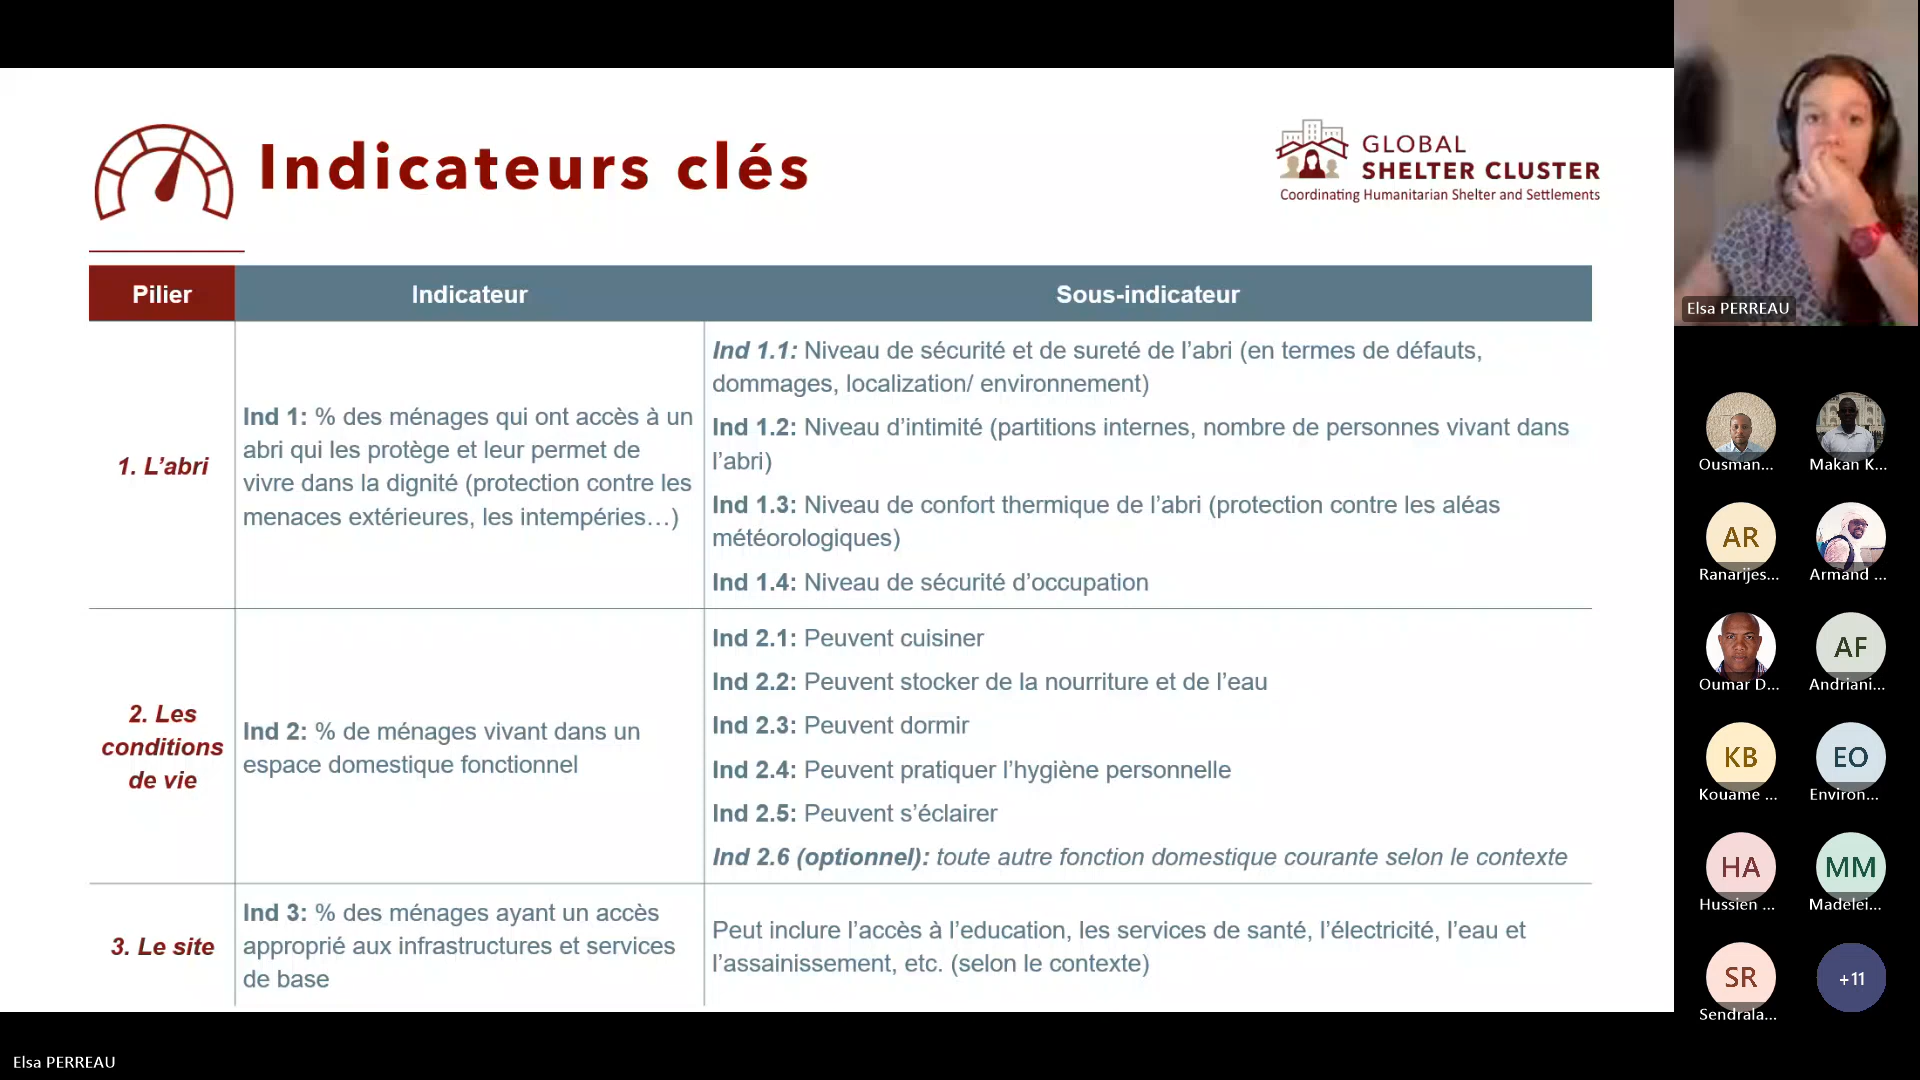 Indicateurs clés
GLOBAL
SHELTER CLUSTER
Coordinating Humanitarian Shelter and Settlements
Pilier
Indicateur
Sous-indicateur
1. L’abri
Ind 1: % des ménages qui ont accès à un
abri qui les protège et leur permet de
vivre dans la dignité (protection contre les
menaces extérieures, les intempéries…)
Ind 1.1: Niveau de sécurité et de sureté de l’abri (en termes de défauts,
dommages, localization/ environnement)
Ind 1.2: Niveau d’intimité (partitions internes, nombre de personnes vivant dans
l’abri)
Ind 1.3: Niveau de confort thermique de l’abri (protection contre les aléas
météorologiques)
Ind 1.4: Niveau de sécurité d’occupation
2. Les
conditions
de vie
Ind 2: % de ménages vivant dans un
espace domestique fonctionnel
Ind 2.1: Peuvent cuisiner
Ind 2.2: Peuvent stocker de la nourriture et de l’eau
Ind 2.3: Peuvent dormir
Ind 2.4: Peuvent pratiquer l’hygiène personnelle
Ind 2.5: Peuvent s’éclairer
Ind 2.6 (optionnel): toute autre fonction domestique courante selon le contexte
3. Le site
Ind 3: % des ménages ayant un accès
approprié aux infrastructures et services
de base
Peut inclure l’accès à l’education, les services de santé, l’électricité, l’eau et
l’assainissement, etc. (selon le contexte)
Elsa PERREAU
Ousman...
Makan K...
AR
Ranarijes...
Armand ...
Oumar D...
AF
Andriani...
KB
Kouame ...
EO
Environ...
HA
Hussien ...
MM
Madelei...
SR
Sendrala...
+11
Elsa PERREAU